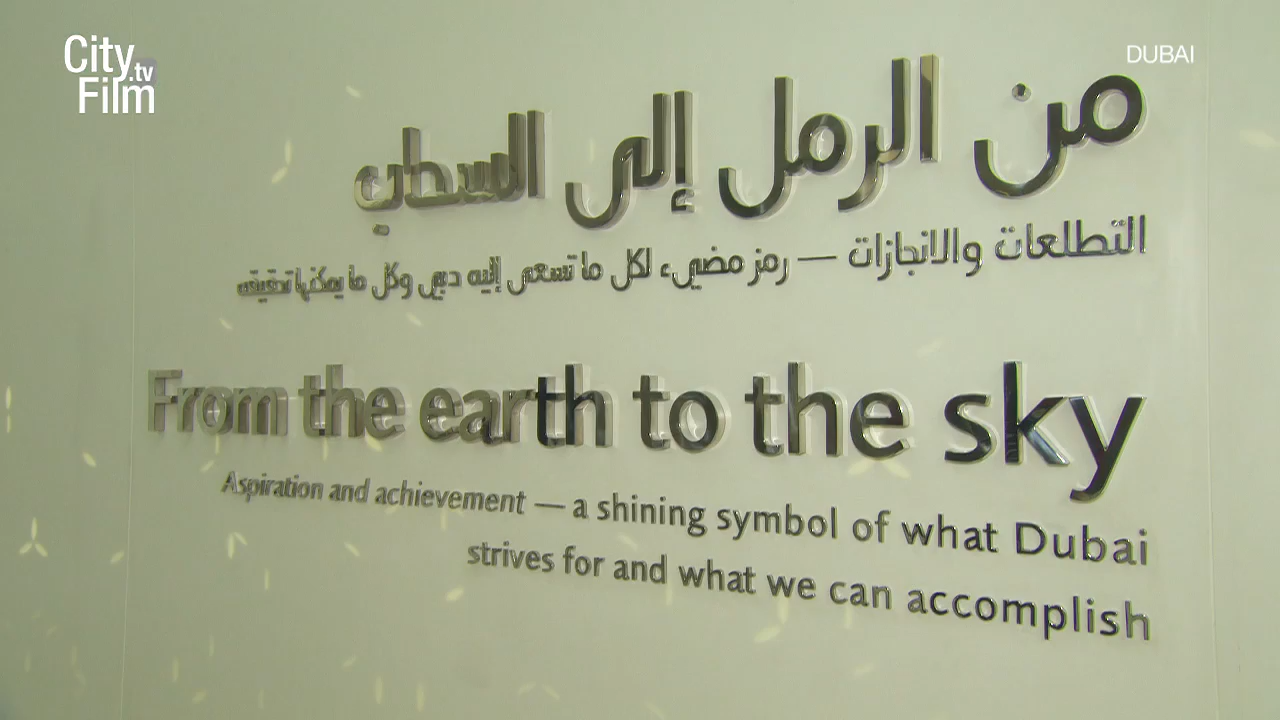 City
.tv
Film
DUBAI
من الرمل إلى السحاب
التطلعات والانجازات — رمز مضيء لكل ما تسعى إليه دبي وكل ما يمكنها تحقيقه
From the earth to the sky
Aspiration and achievement — a shining symbol of what Dubai
strives for and what we can accomplish